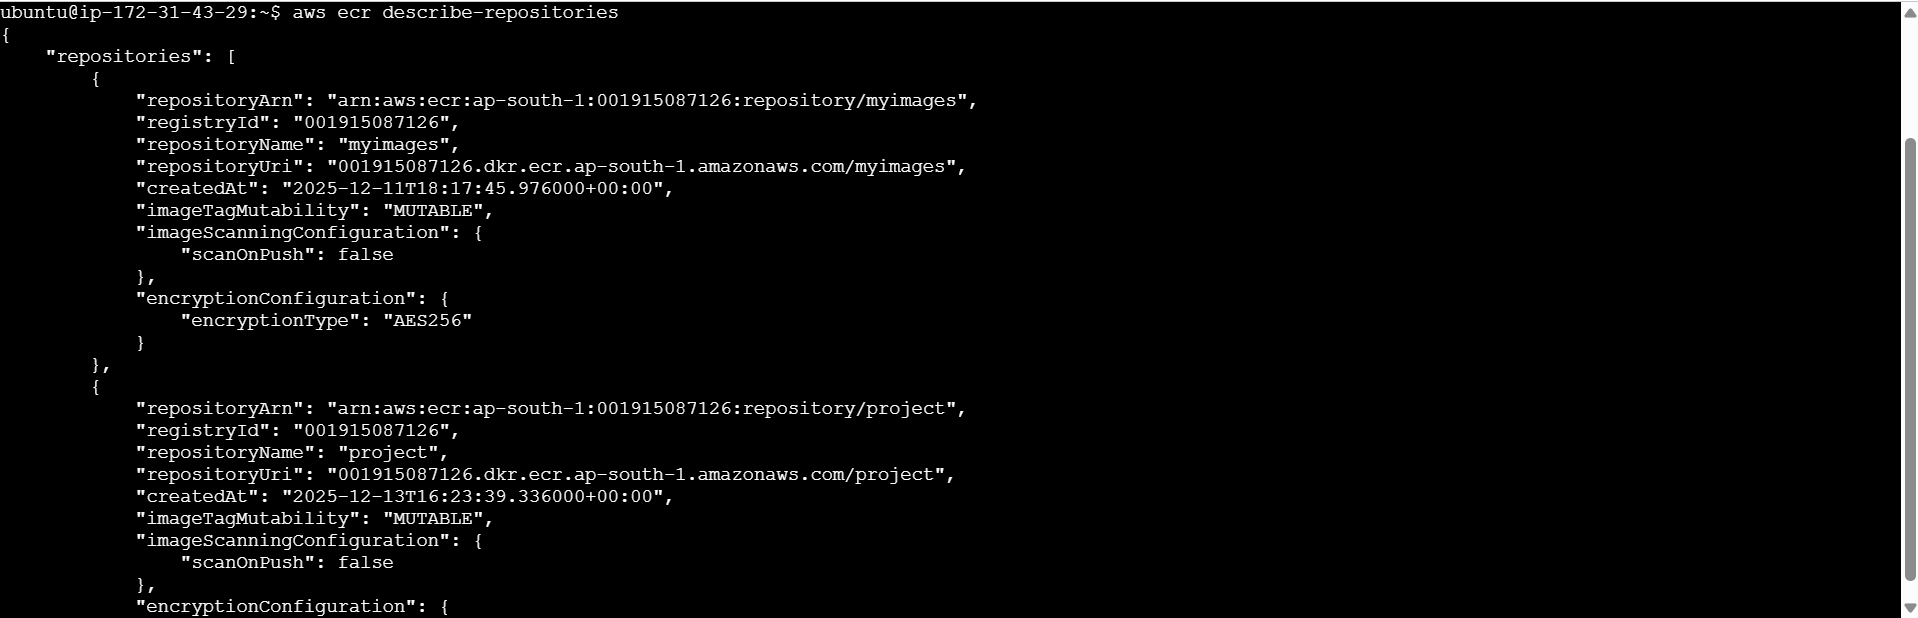 ubuntu@ip-172-31-43-29:~$ aws ecr describe-repositories
{
    "repositories": [
        {
            "repositoryArn": "arn:aws:ecr:ap-south-1:001915087126:repository/myimages",
            "registryId": "001915087126",
            "repositoryName": "myimages",
            "repositoryUri": "001915087126.dkr.ecr.ap-south-1.amazonaws.com/myimages",
            "createdAt": "2025-12-11T18:17:45.976000+00:00",
            "imageTagMutability": "MUTABLE",
            "imageScanningConfiguration": {
                "scanOnPush": false
            },
            "encryptionConfiguration": {
                "encryptionType": "AES256"
            }
        },
        {
            "repositoryArn": "arn:aws:ecr:ap-south-1:001915087126:repository/project",
            "registryId": "001915087126",
            "repositoryName": "project",
            "repositoryUri": "001915087126.dkr.ecr.ap-south-1.amazonaws.com/project",
            "createdAt": "2025-12-13T16:23:39.336000+00:00",
            "imageTagMutability": "MUTABLE",
            "imageScanningConfiguration": {
                "scanOnPush": false
            },
            "encryptionConfiguration": {